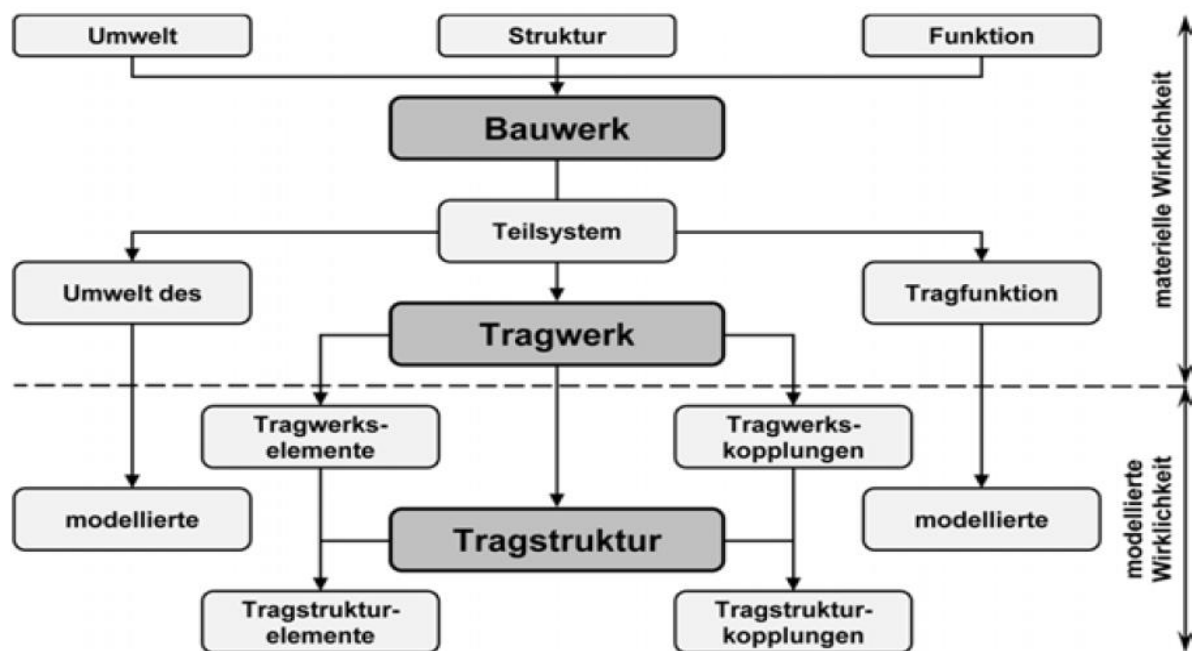 Umwelt
Struktur
Funktion
Bauwerk
Teilsystem
Umwelt des
Tragfunktion
Tragwerk
materielle Wirklichkeit
Tragwerks-
elemente
Tragwerks-
kopplungen
modellierte
Tragstruktur
modellierte
Tragstruktur-
elemente
Tragstruktur-
kopplungen
modellierte
Wirklichkeit